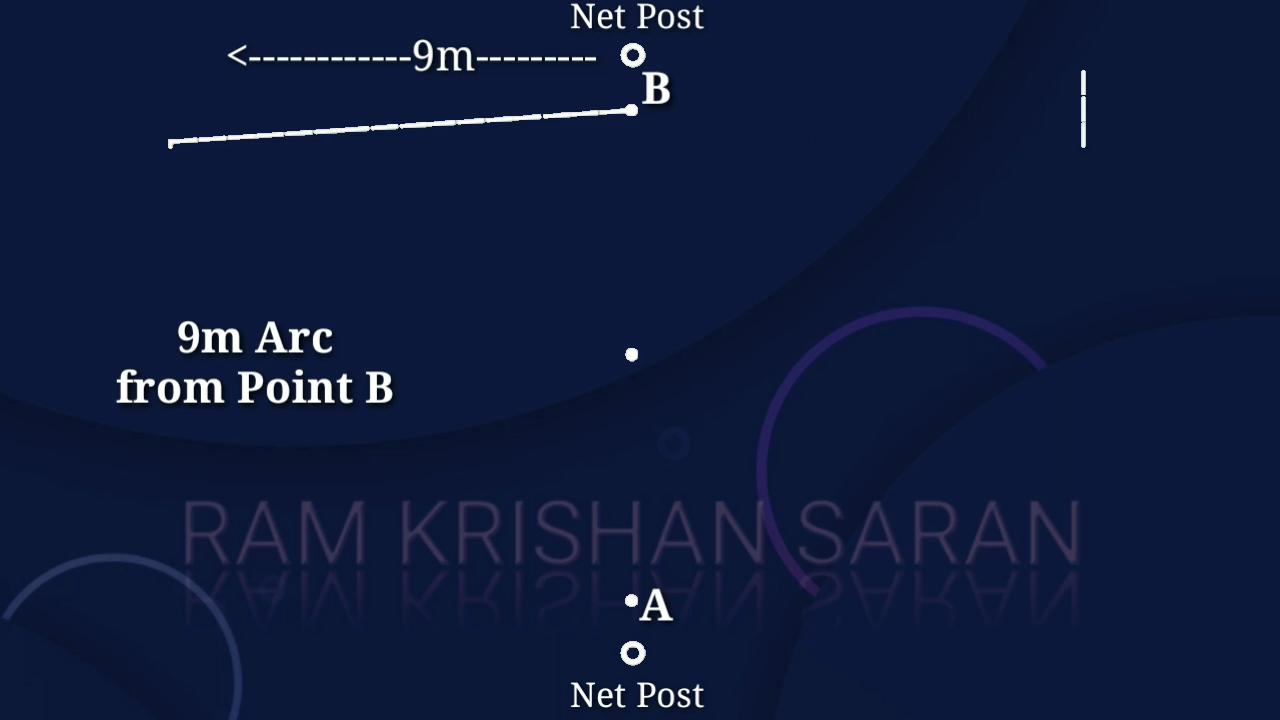 Net Post
<-----------9m---------
B
9m Arc
from Point B
RAM KRISHAN SARAN
A
Net Post